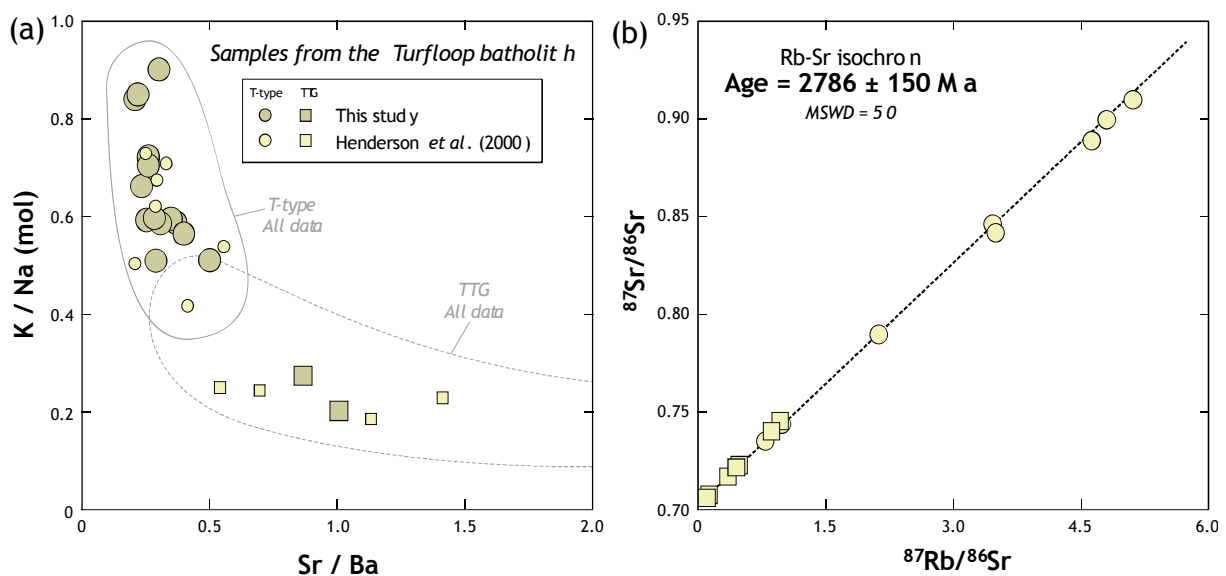 (a)
Samples from the Turfloop batholit h
T-type TTG
This stud y
Henderson et al. (2000)
T-type
All data
TTG
All data
1.0
0.8
0.6
0.4
0.2
0
0
0.5
1.0
1.5
2.0
K / Na (mol)
Sr / Ba
(b)
Rb-Sr isochro n
Age = 2786 ± 150 M a
MSWD = 5 0
0.95
0.90
0.85
0.80
0.75
0.70
0
1.5
3.0
4.5
6.0
87Sr/86Sr
87Rb/86Sr